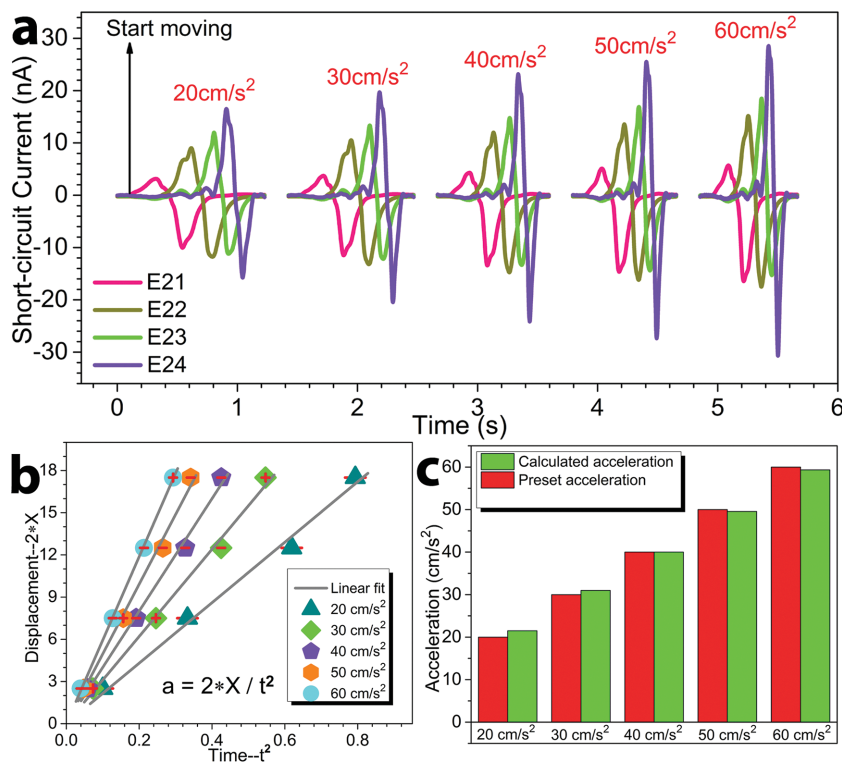 a
Start moving
20cm/s²
30cm/s²
40cm/s²
50cm/s²
60cm/s²
Short-circuit Current (nA)
30
20
10
0
-10
-20
-30
E21
E22
E23
E24
0
1
2
3
4
5
6
Time (s)
b
Displacement--2*X
18
15
12
9
6
3
0
Linear fit
20 cm/s²
30 cm/s²
40 cm/s²
50 cm/s²
60 cm/s²
a = 2*X / t²
0.0
0.2
0.4
0.6
0.8
Time--t²
c
Calculated acceleration
Preset acceleration
Acceleration (cm/s²)
60
50
40
30
20
10
0
20 cm/s²
30 cm/s²
40 cm/s²
50 cm/s²
60 cm/s²